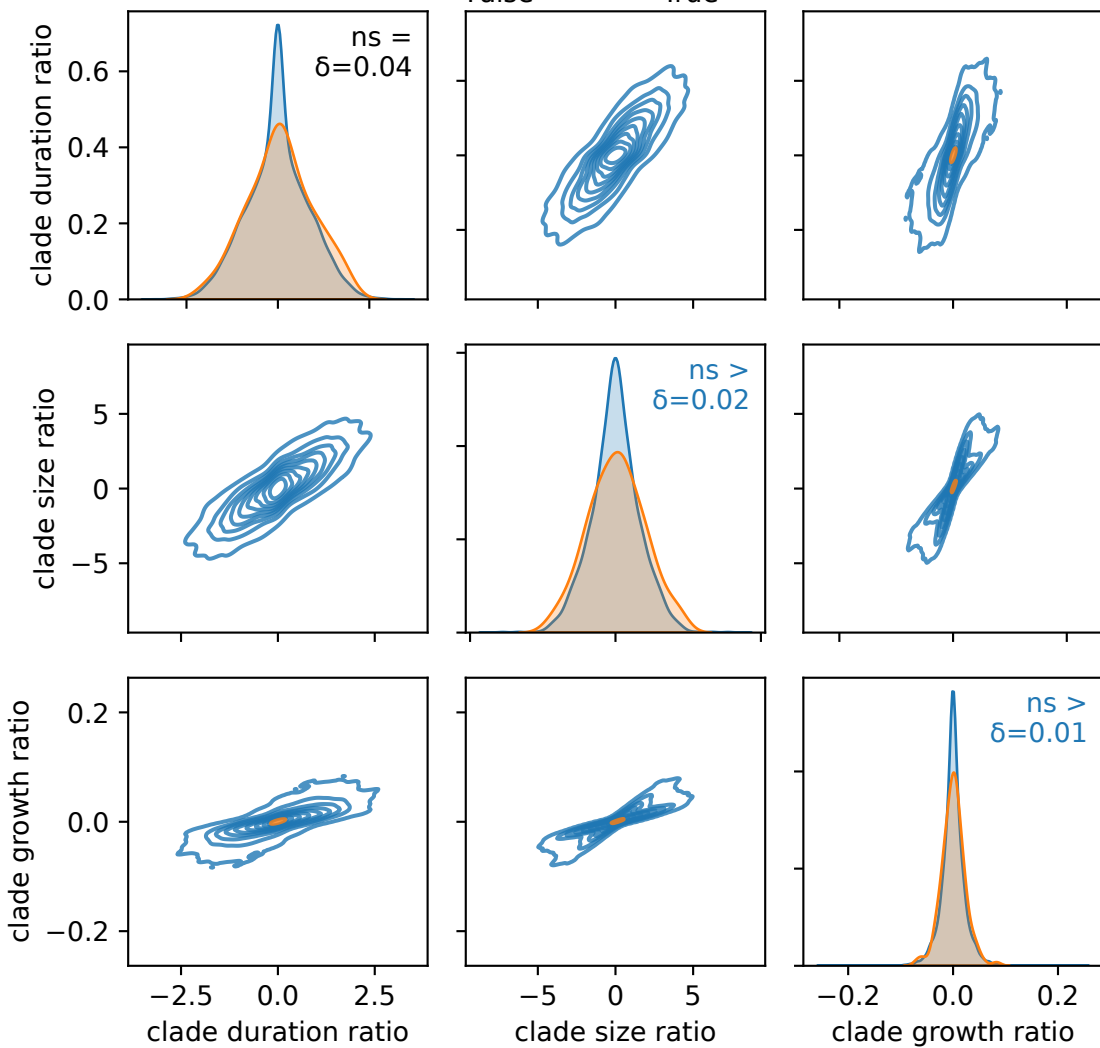 clade duration ratio
0.6
0.4
0.2
0.0
ns =
δ=0.04
clade size ratio
5
0
−5
ns >
δ=0.02
clade growth ratio
0.2
0.0
−0.2
ns >
δ=0.01
−2.5 0.0 2.5
−5 0 5
−0.2 0.0 0.2
clade duration ratio
clade size ratio
clade growth ratio